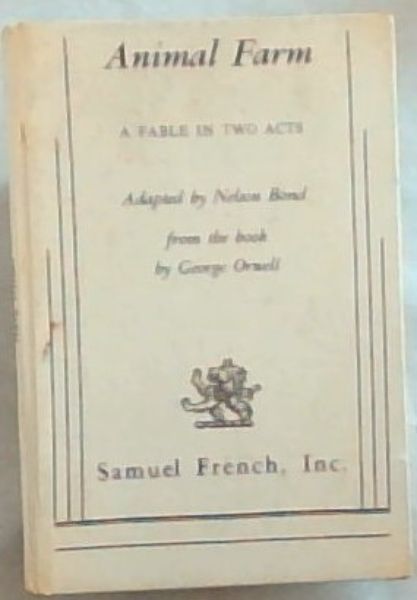 Animal Farm
A FABLE IN TWO ACTS
Adapted by Nelson Bond
from the book
by George Orwell
Samuel French, Inc.